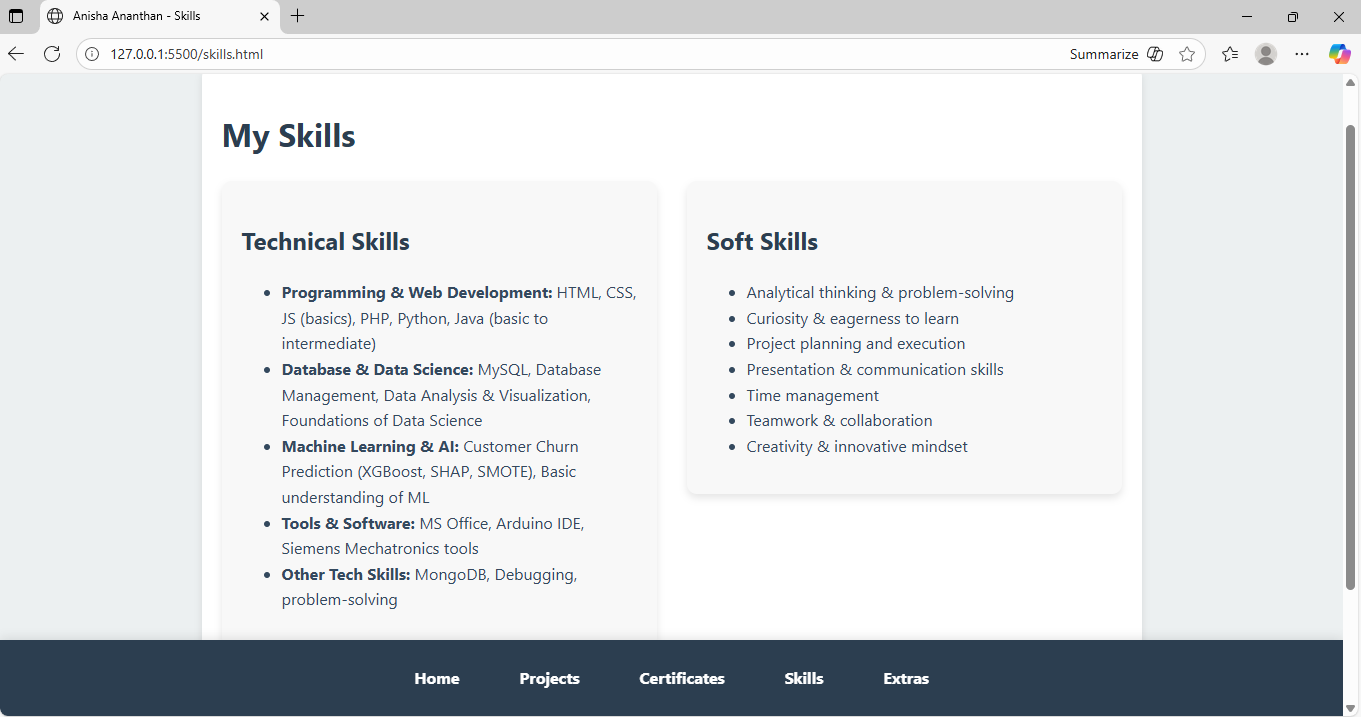 Anisha Ananthan - Skills
127.0.0.1:5500/skills.html
Summarize
My Skills
Technical Skills
Programming & Web Development: HTML, CSS,
JS (basics), PHP, Python, Java (basic to
intermediate)
Database & Data Science: MySQL, Database
Management, Data Analysis & Visualization,
Foundations of Data Science
Machine Learning & AI: Customer Churn
Prediction (XGBoost, SHAP, SMOTE), Basic
understanding of ML
Tools & Software: MS Office, Arduino IDE,
Siemens Mechatronics tools
Other Tech Skills: MongoDB, Debugging,
problem-solving
Soft Skills
Analytical thinking & problem-solving
Curiosity & eagerness to learn
Project planning and execution
Presentation & communication skills
Time management
Teamwork & collaboration
Creativity & innovative mindset
Home Projects Certificates Skills Extras